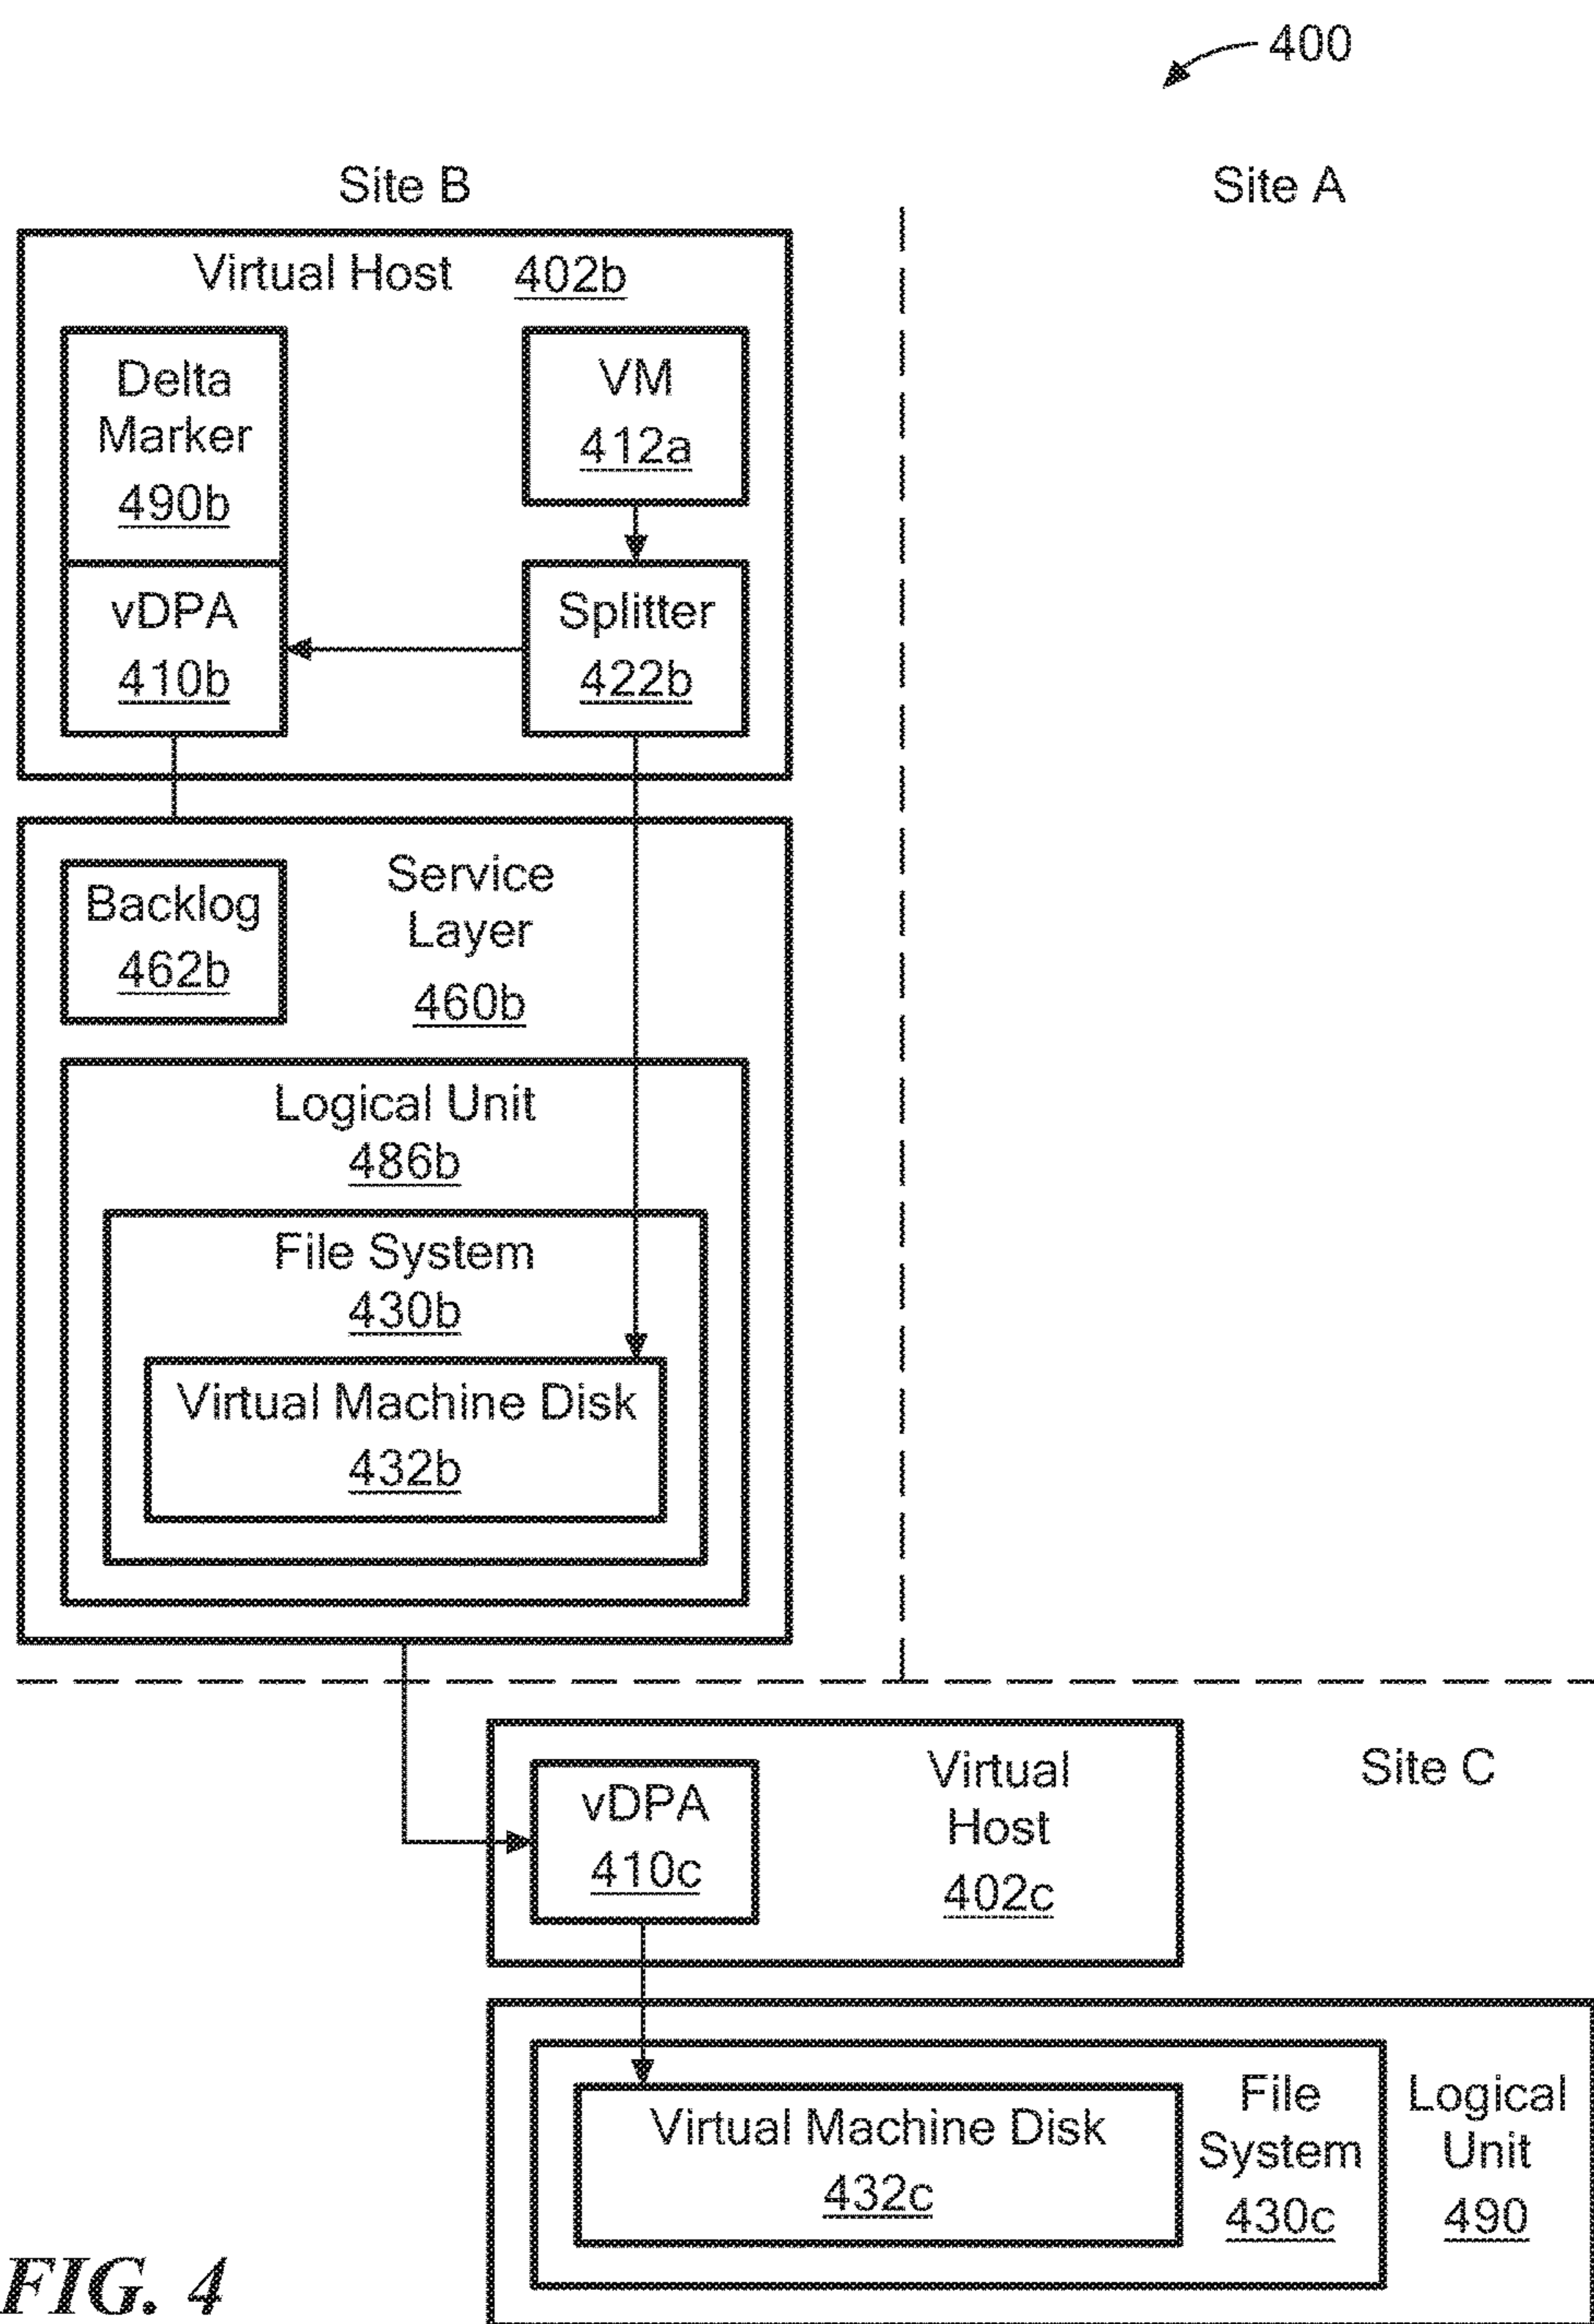 400
Site B
Site A
Virtual Host 402b
Delta
Marker
490b
VM
412a
vDPA
410b
Splitter
422b
Backlog
462b
Service
Layer
460b
Logical Unit
486b
File System
430b
Virtual Machine Disk
432b
Site C
vDPA
410c
Virtual
Host
402c
Virtual Machine Disk
432c
File
System
430c
Logical
Unit
490
FIG. 4